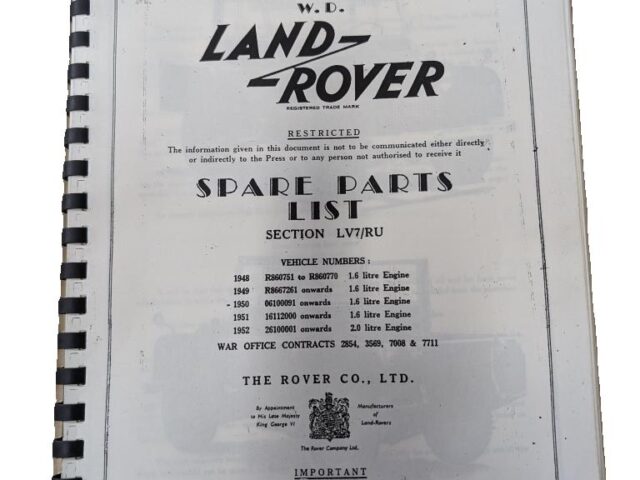 W. D.
LAND-
ROVER
REGISTERED TRADE MARK
RESTRICTED
The information given in this document is not to be communicated either directly
or indirectly to the Press or to any person not authorised to receive it
SPARE PARTS
LIST
SECTION LV7/RU
VEHICLE NUMBERS :
1948 R860751 to R860770 1.6 litre Engine
1949 R8667261 onwards 1.6 litre Engine
- 1950 06100091 onwards 1.6 litre Engine
1951 16112000 onwards 1.6 litre Engine
1952 26100001 onwards 2.0 litre Engine
WAR OFFICE CONTRACTS 2854, 3569, 7008 & 7711
THE ROVER CO., LTD.
By Appointment
to His Late Majesty
King George VI
Manufacturers
of
Land-Rovers
The Rover Company Ltd.
IMPORTANT